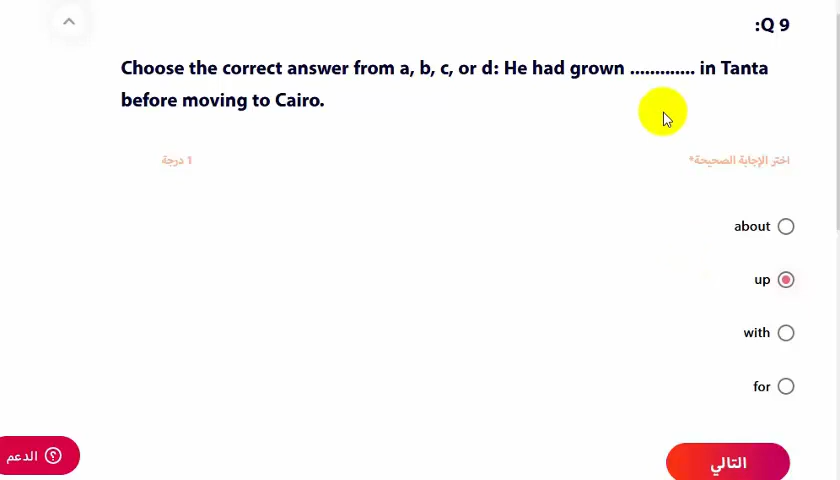 :Q 9
Choose the correct answer from a, b, c, or d: He had grown ............. in Tanta
before moving to Cairo.
اختر الإجابة الصحيحة*
1 درجة
about
up
with
for
التالي
الدعم